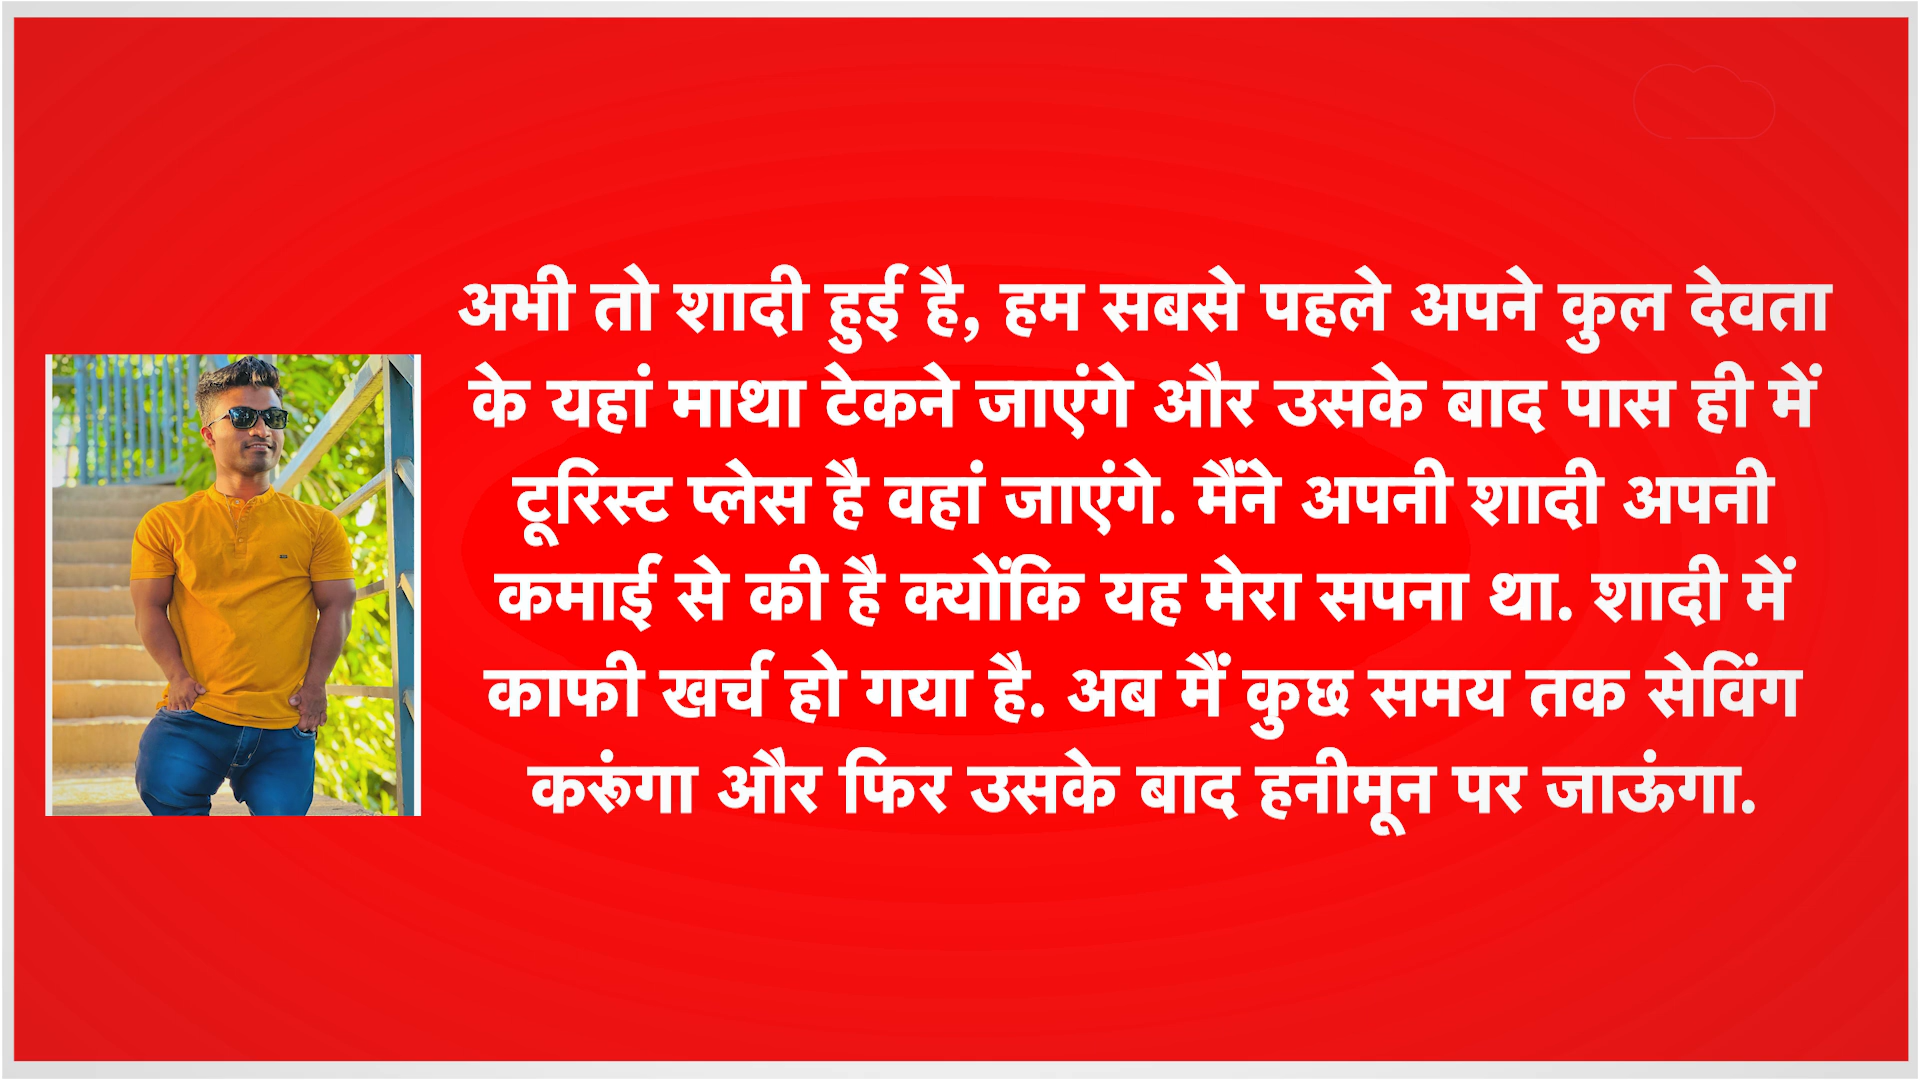 अभी तो शादी हुई है, हम सबसे पहले अपने कुल देवता
के यहां माथा टेकने जाएंगे और उसके बाद पास ही में
टूरिस्ट प्लेस है वहां जाएंगे. मैंने अपनी शादी अपनी
कमाई से की है क्योंकि यह मेरा सपना था. शादी में
काफी खर्च हो गया है. अब मैं कुछ समय तक सेविंग
करूंगा और फिर उसके बाद हनीमून पर जाऊंगा.